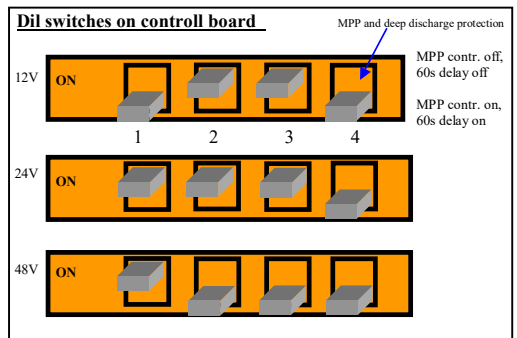 Dil switches on controll board
MPP and deep discharge protection
12V
ON
MPP contr. off,
60s delay off
MPP contr. on,
60s delay on
1 2 3 4
24V
ON
48V
ON